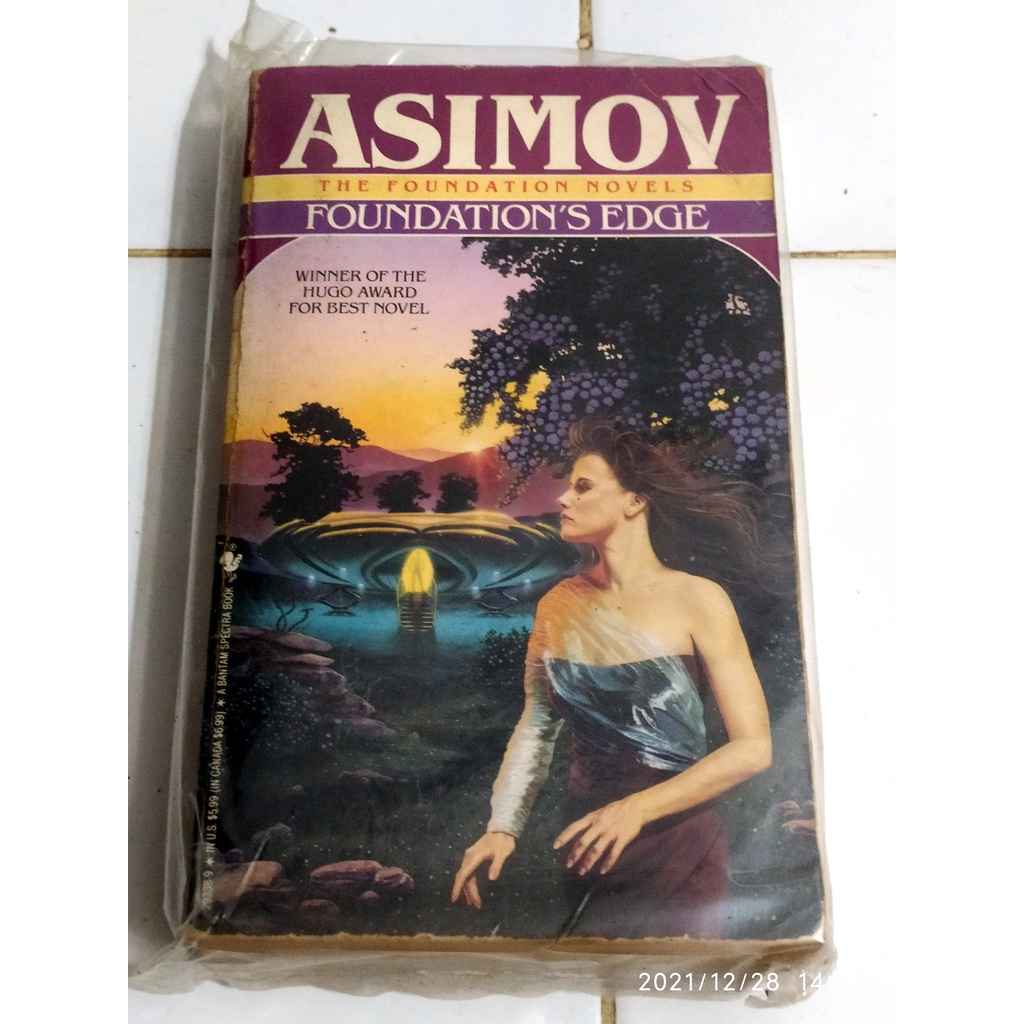 ASIMOV
THE FOUNDATION NOVELS
FOUNDATION'S EDGE
WINNER OF THE
HUGO AWARD
FOR BEST NOVEL
★ IN U.S. $5.99 (IN CANADA $6.99) ★ A BANTAM SPECTRA BOOK
2021/12/28 14